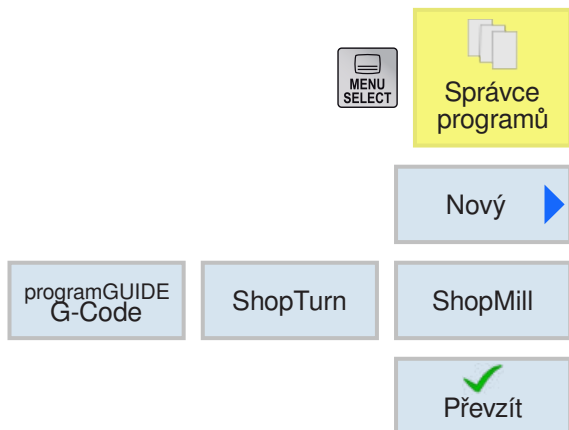 MENU
SELECT
Správce
programů
Nový
programGUIDE
G-Code
ShopTurn
ShopMill
Převzít